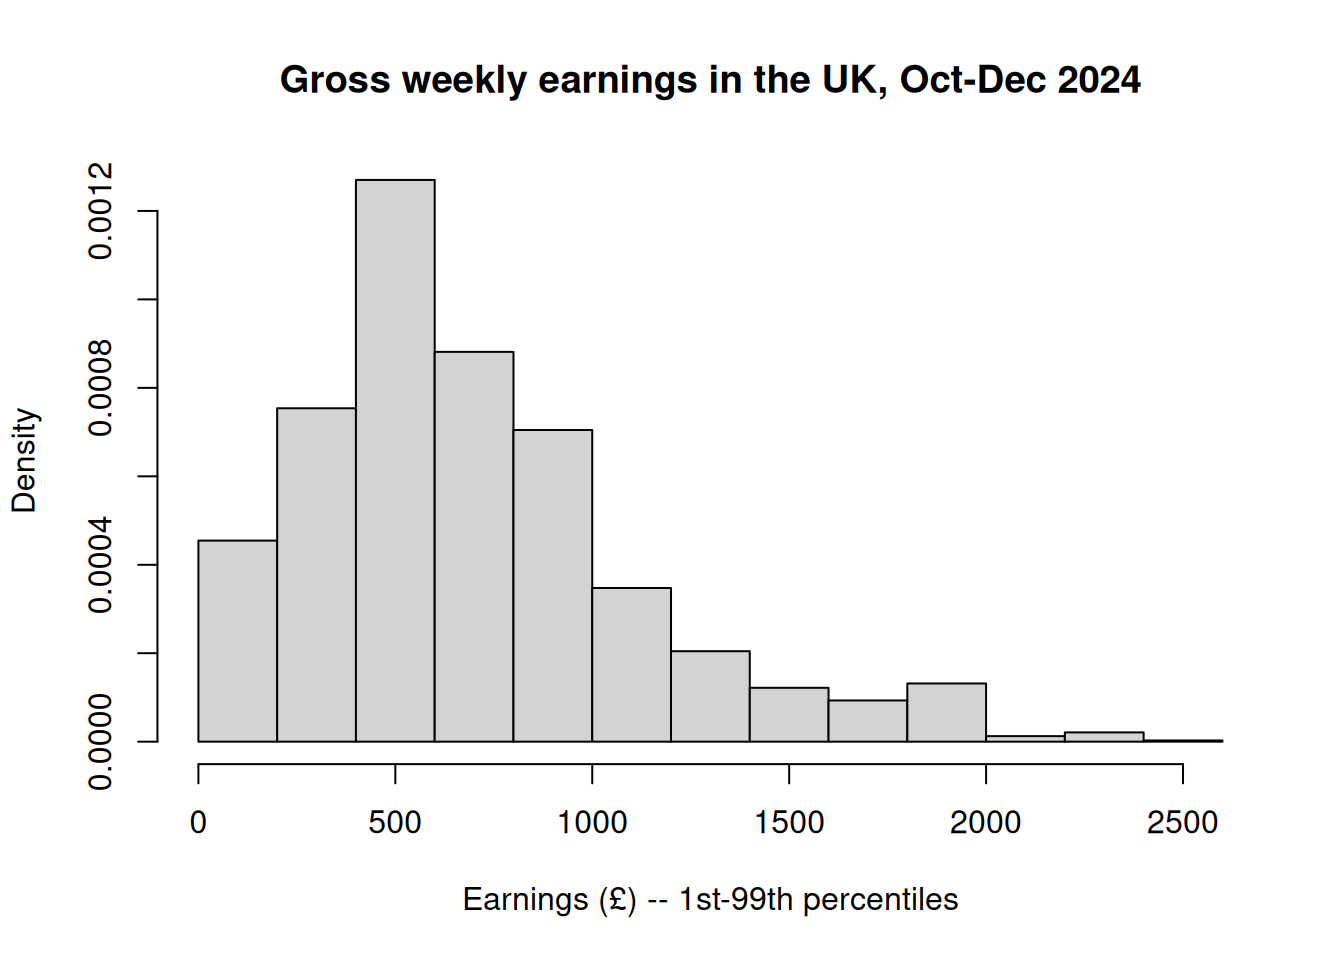 Gross weekly earnings in the UK, Oct-Dec 2024
Density
0.0012
0.0008
0.0004
0.0000
0 500 1000 1500 2000 2500
Earnings (£) -- 1st-99th percentiles